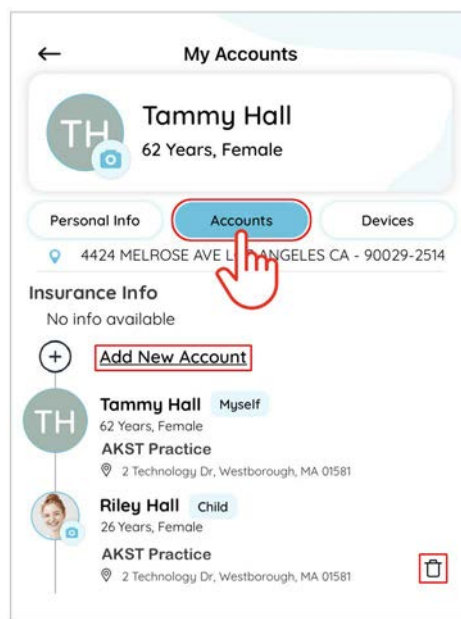 My Accounts
TH
Tammy Hall
62 Years, Female
Personal Info
Accounts
Devices
4424 MELROSE AVE ANGELES CA - 90029-2514
Insurance Info
No info available
Add New Account
TH
Tammy Hall Myself
62 Years, Female
AKST Practice
2 Technology Dr, Westborough, MA 01581
Riley Hall Child
26 Years, Female
AKST Practice
2 Technology Dr, Westborough, MA 01581